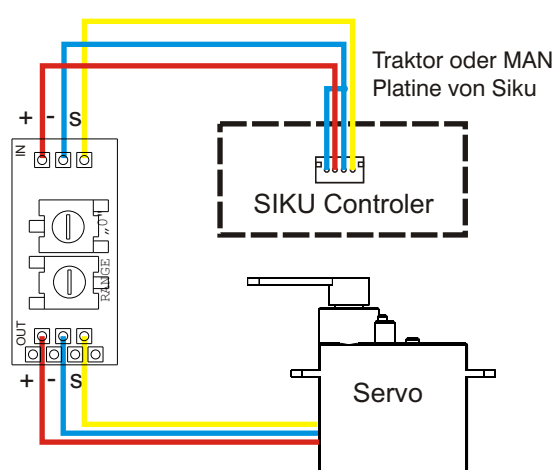 Traktor oder MAN
Platine von Siku
+ - s
IN
SIKU Controler
"0"
RANGE
OUT
+ - s
Servo